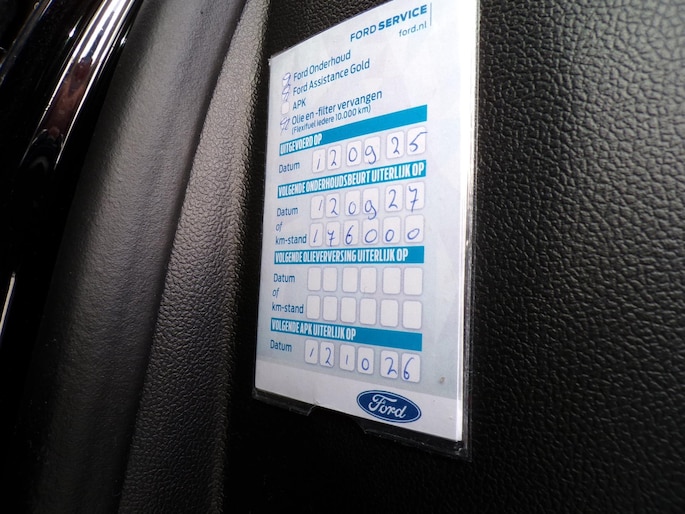 FORD SERVICE
ford.nl
Ford Onderhoud
Ford Assistance Gold
APK
Olie en -filter vervangen
(Flexifuel iedere 10.000 km)
UITGEVOERD OP
Datum 120925
VOLGENDE ONDERHOUDSBEURT UITERLIJK OP
Datum 120927
of
km-stand 176000
VOLGENDE OLIEVERVERSING UITERLIJK OP
Datum
of
km-stand
VOLGENDE APK UITERLIJK OP
Datum 121026
Ford